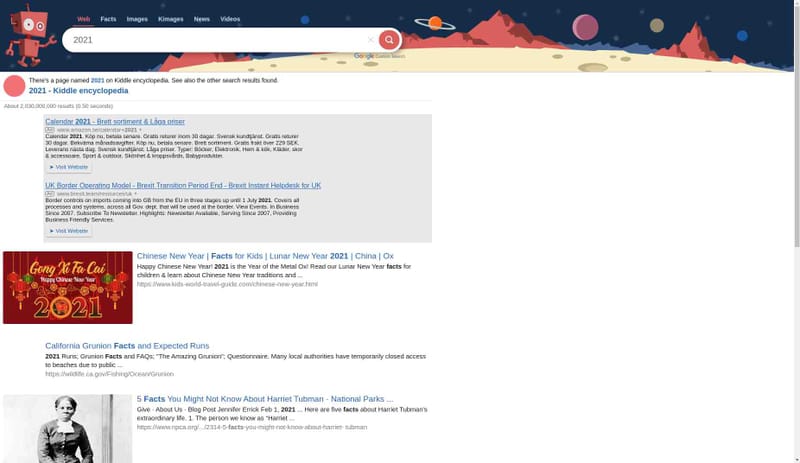 Web Facts Images Kimages News Videos
2021
Google Custom Search
There's a page named 2021 on Kiddle encyclopedia. See also the other search results found.
2021 - Kiddle encyclopedia
About 2,030,000,000 results (0.50 seconds)
Calendar 2021 - Brett sortiment & Låga priser
Ad www.amazon.se/calendar+2021
Calendar 2021. Köp nu, betala senare. Gratis returer inom 30 dagar. Svensk kundtjänst. Gratis returer
30 dagar. Bekväma månadsavgifter. Köp nu, betala senare. Gratis frakt över 229 SEK.
Leverans nästa dag. Svensk kundtjänst. Låga priser. Typer: Böcker, Elektronik, Hem & kök, Kläder, skor
& accessoare, Sport & outdoor, Skönhet & kroppsvård, Babyprodukter.
➤ Visit Website
UK Border Operating Model - Brexit Transition Period End - Brexit Instant Helpdesk for UK
Ad www.brexit.team/resources/uk
Border controls on imports coming into GB from the EU in three stages up until 1 July 2021. Covers all
processes and systems, across all Gov. dept. that will be used at the border. View Events. In Business
Since 2007. Subscribe To Newsletter. Highlights: Newsletter Available, Serving Since 2007, Providing
Business Friendly Services.
➤ Visit Website
Gong Xi Fa Cai
Happy Chinese New Year
2021
Chinese New Year | Facts for Kids | Lunar New Year 2021 | China | Ox
Happy Chinese New Year! 2021 is the Year of the Metal Ox! Read our Lunar New Year facts for
children & learn about Chinese New Year traditions and ...
https://www.kids-world-travel-guide.com/chinese-new-year.html
California Grunion Facts and Expected Runs
2021 Runs; Grunion Facts and FAQs; "The Amazing Grunion"; Questionnaire. Many local authorities have temporarily closed access
to beaches due to public ...
https://wildlife.ca.gov/Fishing/Ocean/Grunion
5 Facts You Might Not Know About Harriet Tubman - National Parks ...
Give · About Us · Blog Post Jennifer Errick Feb 1, 2021 ... Here are five facts about Harriet Tubman's
extraordinary life. 1. The person we know as "Harriet ...
https://www.npca.org/.../2314-5-facts-you-might-not-know-about-harriet- tubman